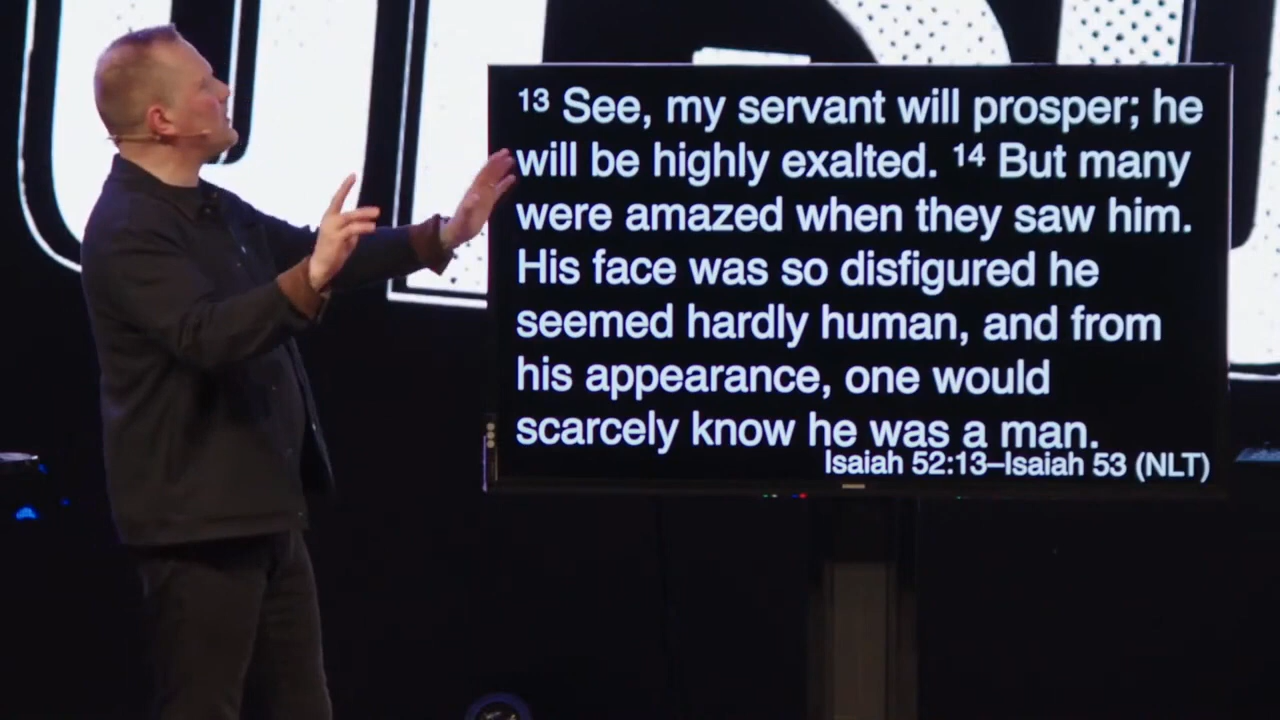 13 See, my servant will prosper; he
will be highly exalted. 14 But many
were amazed when they saw him.
His face was so disfigured he
seemed hardly human, and from
his appearance, one would
scarcely know he was a man.
Isaiah 52:13–Isaiah 53 (NLT)